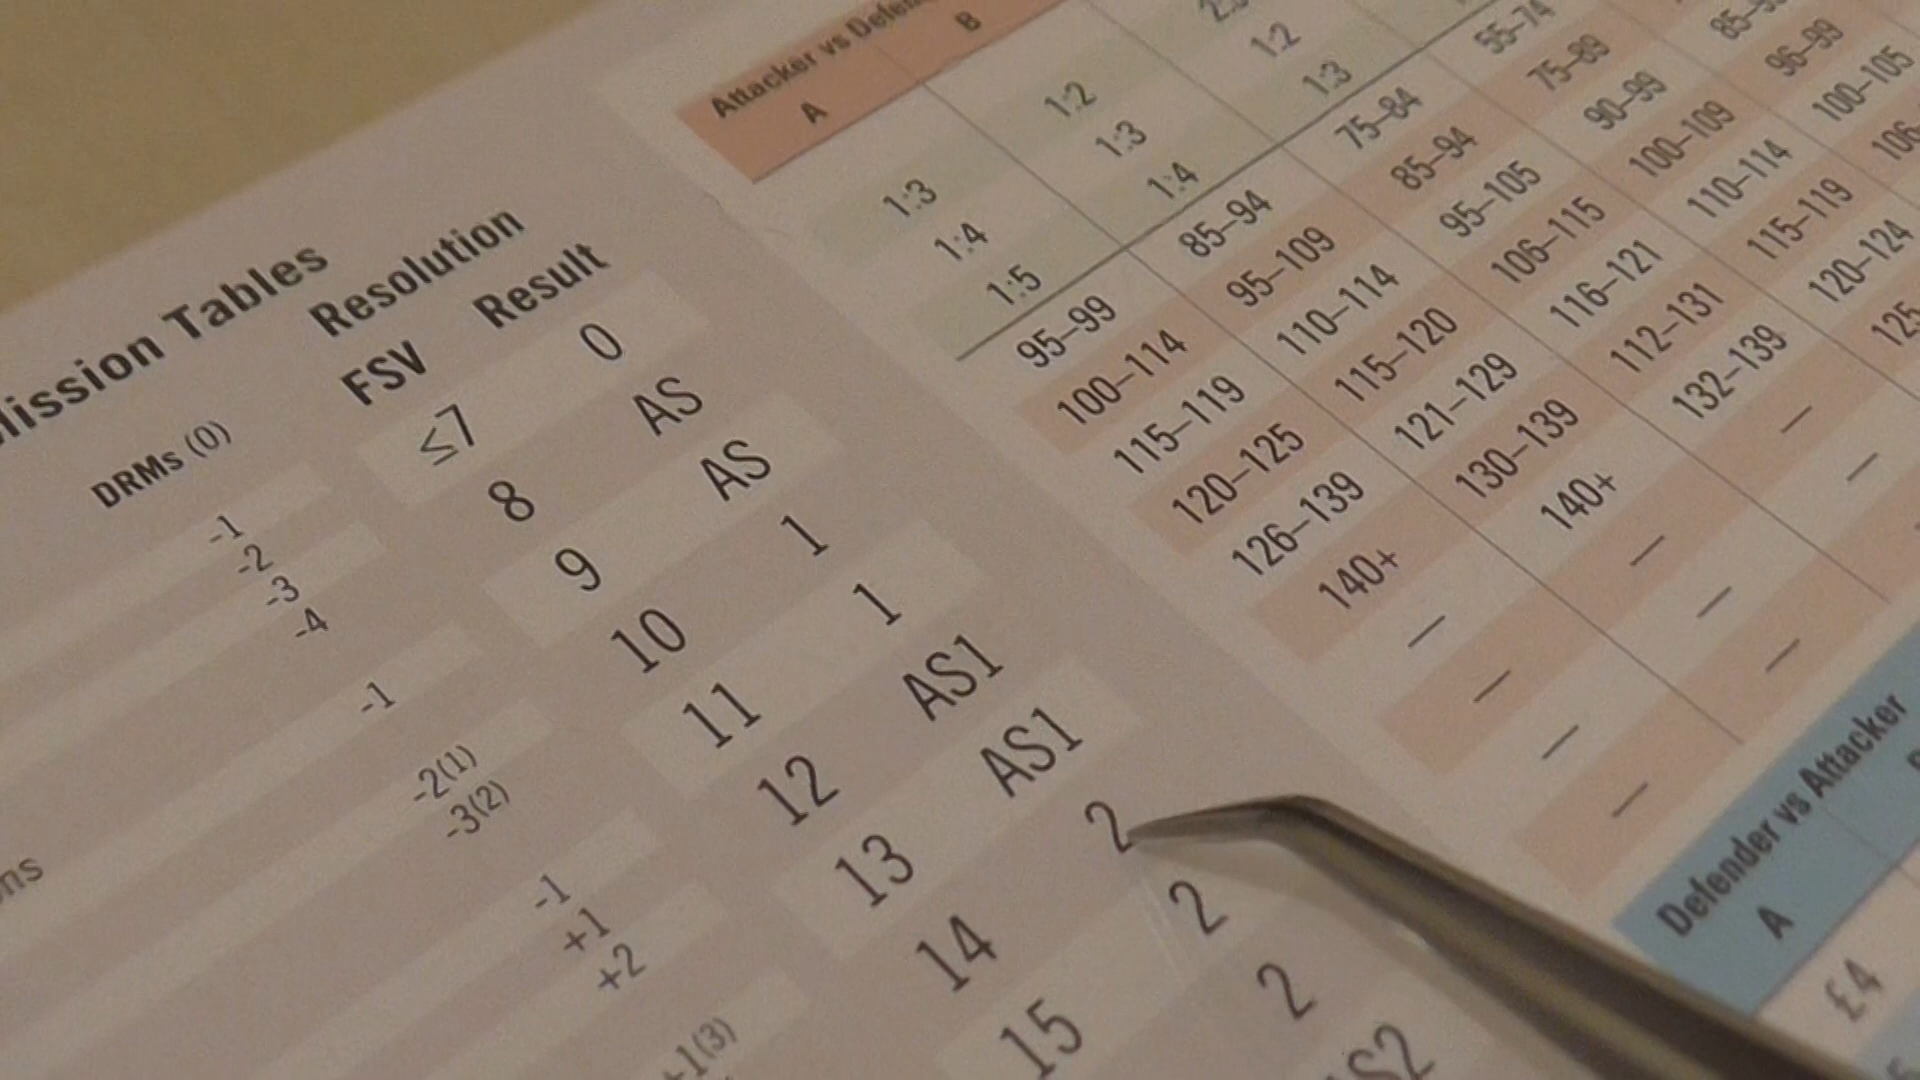 Tables
Resolution
DRMs (0)
FSV Result
≤7 0
8 AS
9 AS
10 1
11 1
12 AS1
13 AS1
14 2
15 2
2
-1
-2
-3
-4
-1
-2(1)
-3(2)
-1
+1
+2
+1(3)
Attacker vs
A B
1:3 1:2
1:4 1:3 1:2
1:5 1:4 1:3
95–99 85–94 75–84 55–74
100–114 95–109 85–94 75–89
115–119 110–114 95–105 90–99
120–125 115–120 106–115 100–109 96–99
126–139 121–129 116–121 110–114 100–105
140+ 130–139 112–131 115–119
— 140+ 132–139 120–124
— — —
— — —
— —
Defender vs Attacker
A
£4